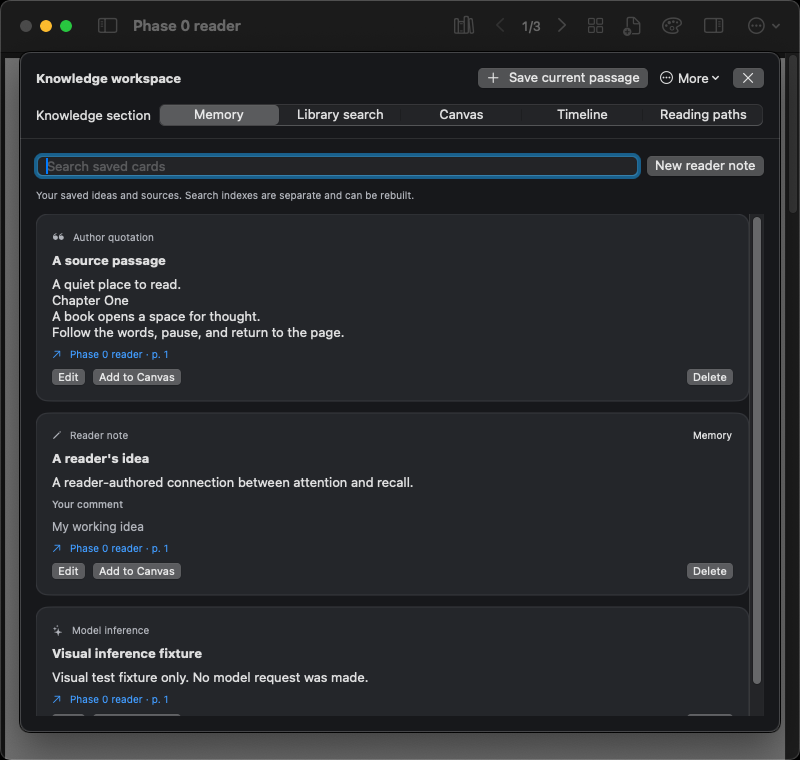 Phase 0 reader
1/3
Knowledge workspace
Save current passage
More
Knowledge section
Memory
Library search
Canvas
Timeline
Reading paths
Search saved cards
New reader note
Your saved ideas and sources. Search indexes are separate and can be rebuilt.
Author quotation
A source passage
A quiet place to read.
Chapter One
A book opens a space for thought.
Follow the words, pause, and return to the page.
Phase 0 reader · p. 1
Edit
Add to Canvas
Delete
Reader note
Memory
A reader's idea
A reader-authored connection between attention and recall.
Your comment
My working idea
Phase 0 reader · p. 1
Edit
Add to Canvas
Delete
Model inference
Visual inference fixture
Visual test fixture only. No model request was made.
Phase 0 reader · p. 1